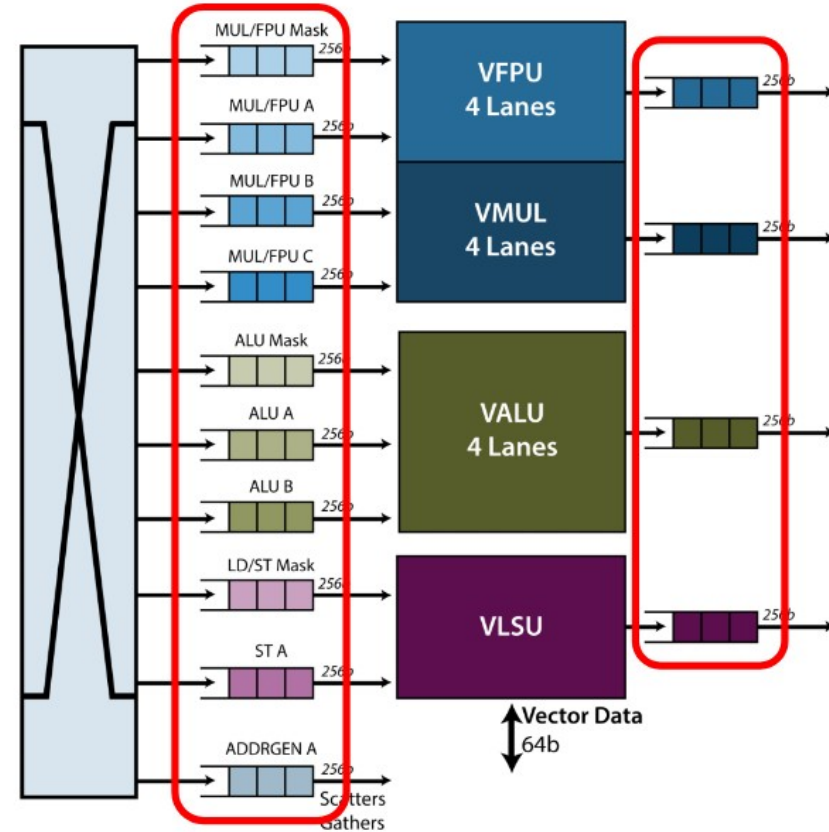 MUL/FPU Mask
256b
MUL/FPU A
256b
MUL/FPU B
256b
MUL/FPU C
256b
ALU Mask
256b
ALU A
256b
ALU B
256b
LD/ST Mask
256b
ST A
256b
ADDRGEN A
256b
Scatters
Gathers
VFPU
4 Lanes
VMUL
4 Lanes
VALU
4 Lanes
VLSU
Vector Data
64b
256b
256b
256b
256b